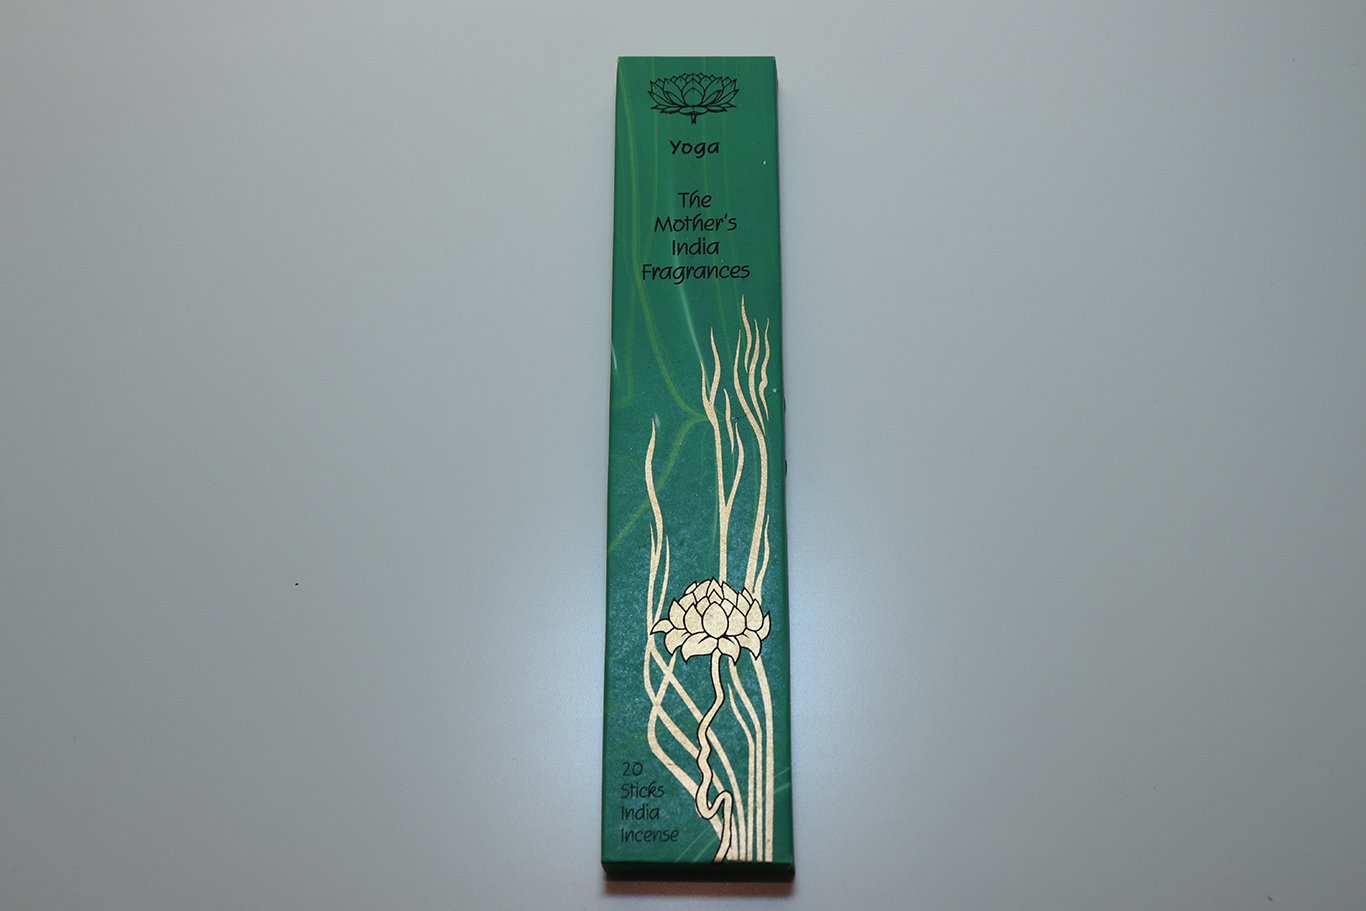 Yoga
The
Mother's
India
Fragrances
20
Sticks
India
Incense